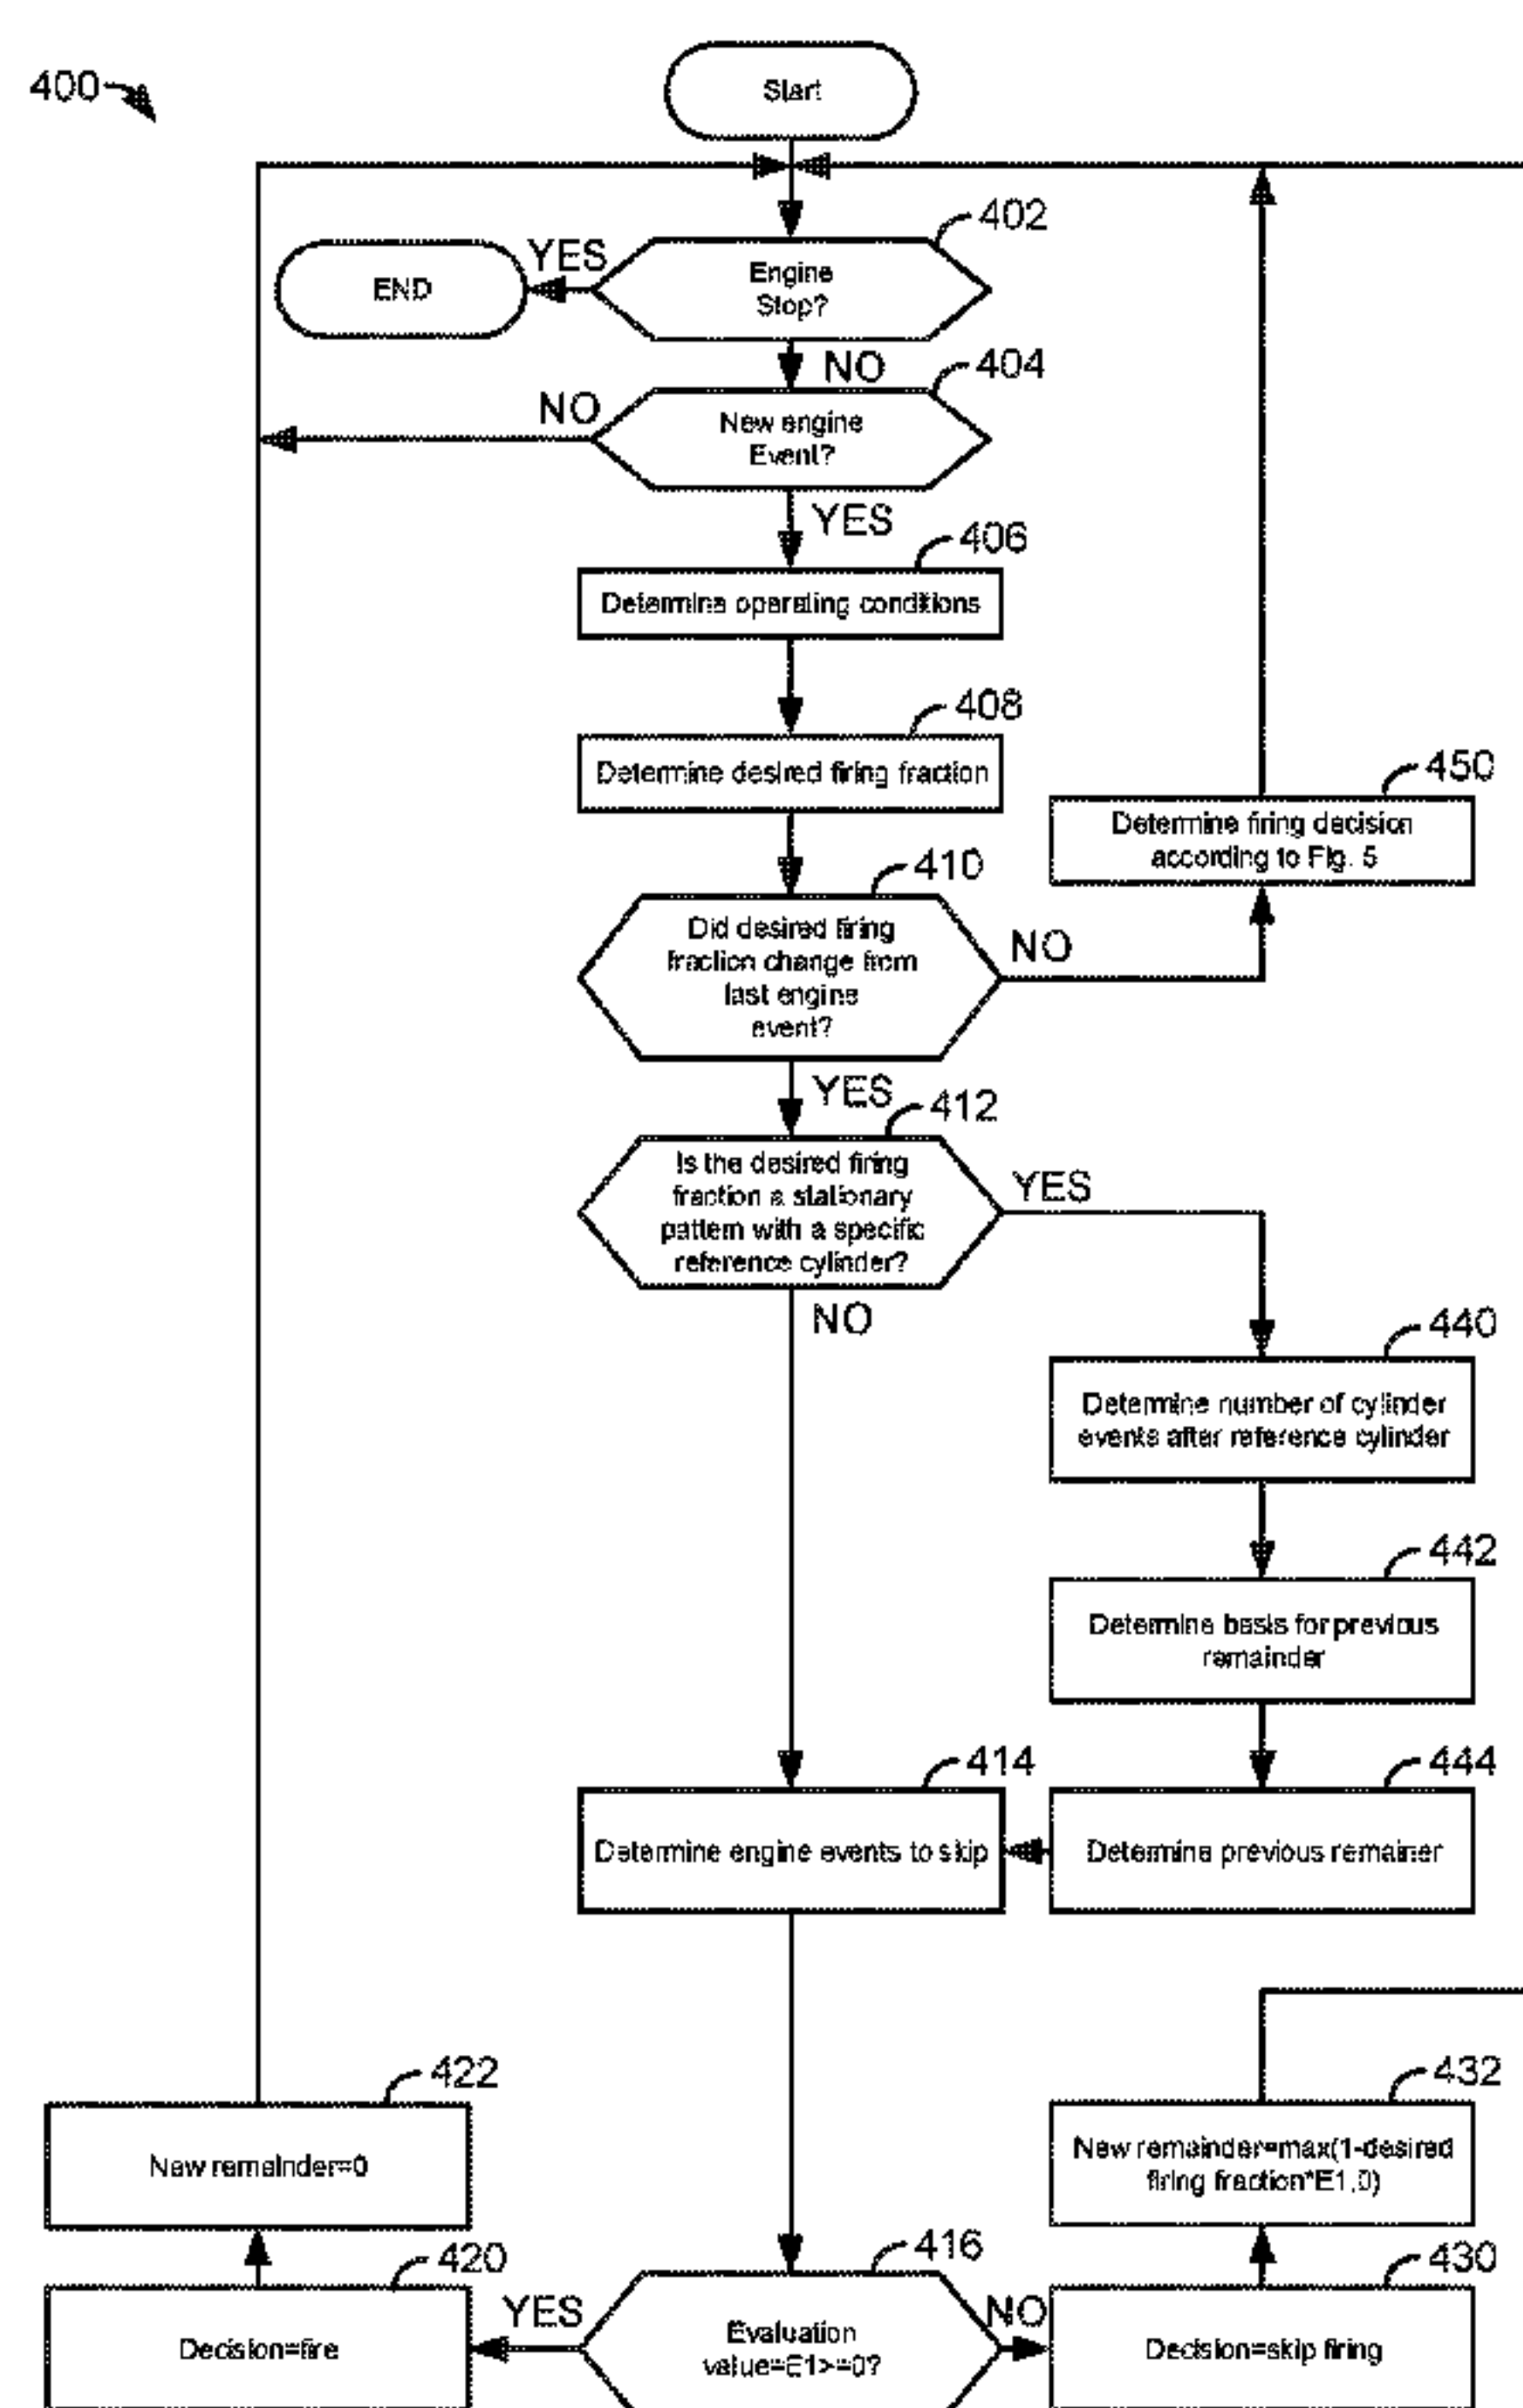 400
Start
402
Engine
Stop?
YES
END
NO
404
New engine
Event?
NO
YES
406
Determine operating conditions
408
Determine desired firing fraction
450
Determine firing decision
according to Fig. 5
410
Did desired firing
fraction change from
last engine
event?
NO
YES
412
Is the desired firing
fraction a stationary
pattern with a specific
reference cylinder?
YES
NO
440
Determine number of cylinder
events after reference cylinder
442
Determine basis for previous
remainder
414
Determine engine events to skip
444
Determine previous remainer
422
New remainder=0
432
New remainder=max(1-desired
firing fraction*E1,0)
420
Decision=fire
YES
416
Evaluation
value=E1>=0?
NO
430
Decision=skip firing